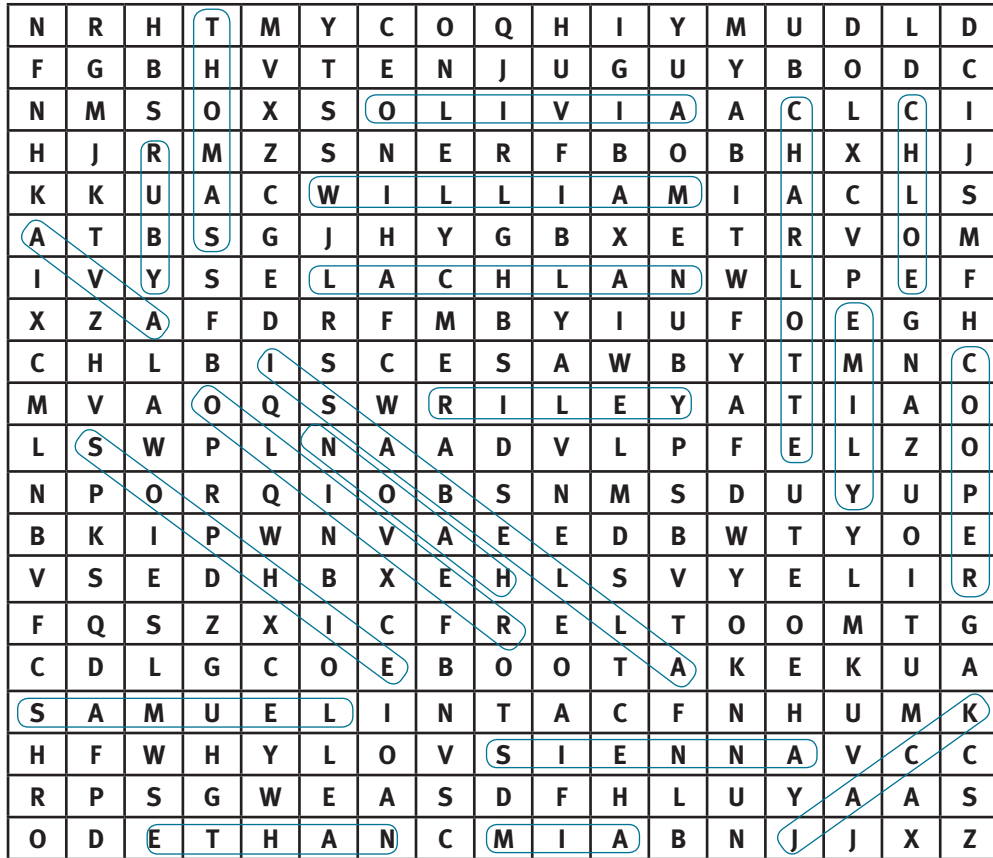 N R H T M Y C O Q H I Y M U D L D
F G B H V T E N J U G U Y B O D C
N M S O X S O L I V I A A C L C I
H J R M Z S N E R F B O B H X H J
K K U A C W I L L I A M I A C L S
A T B S G J H Y G B X E T R V O M
I V Y S E L A C H L A N W L P E F
X Z A F D R F M B Y I U F O E G H
C H L B I S C E S A W B Y T M N C
M V A O Q S W R I L E Y A T I A O
L S W P L N A A D V L P F E L Z O
N P O R Q I O B S N M S D U Y U P
B K I P W N V A E E D B W T Y O E
V S E D H B X E H L S V Y E L I R
F Q S Z X I C F R E L T O O M T G
C D L G C O E B O O T A K E K U A
S A M U E L I N T A C F N H U M K
H F W H Y L O V S I E N N A V C C
R P S G W E A S D F H L U Y A A S
O D E T H A N C M I A B N J J X Z